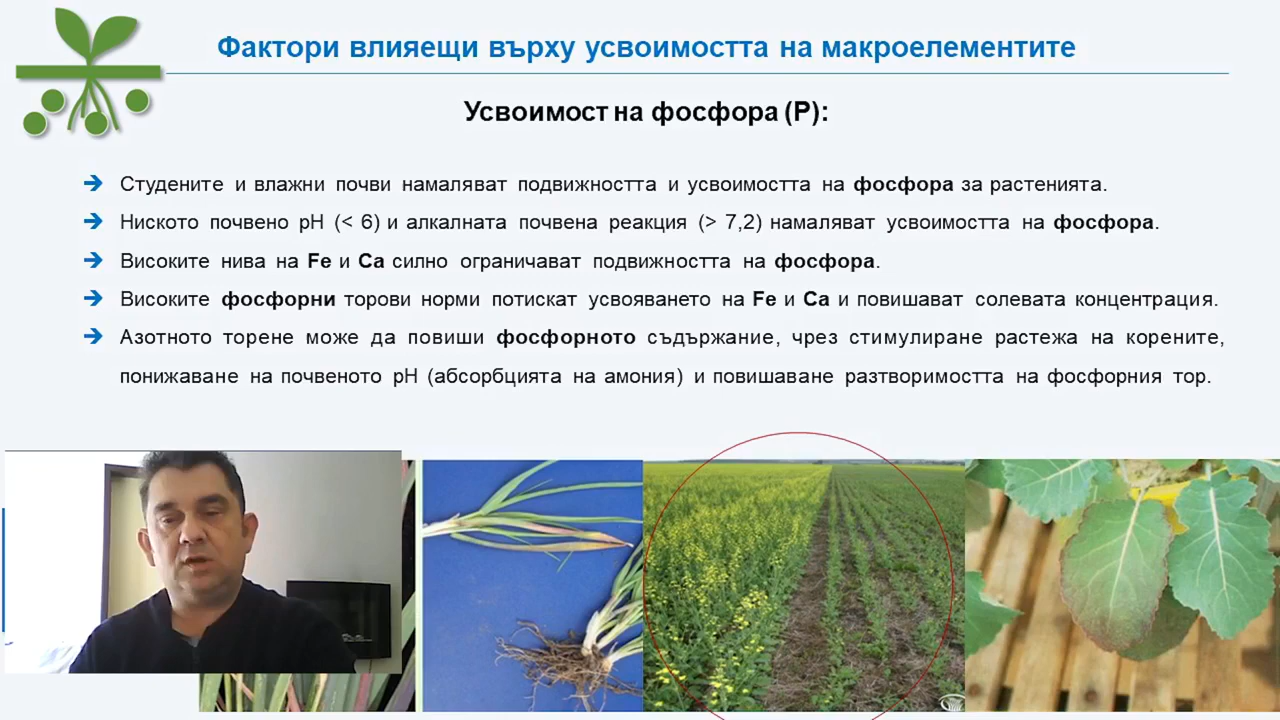 Фактори влияещи върху усвоимостта на макроелементите
Усвоимост на фосфора (P):
Студените и влажни почви намаляват подвижността и усвоимостта на фосфора за растенията.
Ниското почвено pH (< 6) и алкалната почвена реакция (> 7,2) намаляват усвоимостта на фосфора.
Високите нива на Fe и Ca силно ограничават подвижността на фосфора.
Високите фосфорни торови норми потискат усвояването на Fe и Ca и повишават солевата концентрация.
Азотното торене може да повиши фосфорното съдържание, чрез стимулиране растежа на корените,
понижаване на почвеното pH (абсорбцията на амония) и повишаване разтворимостта на фосфорния тор.